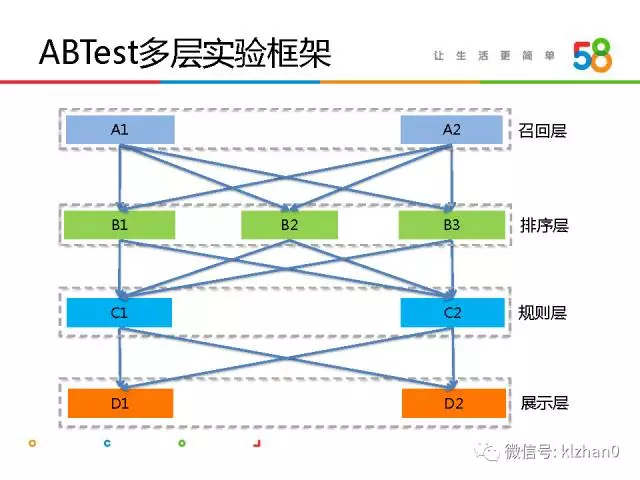 ABTest多层实验框架
让生活更简单 58
A1 A2 召回层
B1 B2 B3 排序层
C1 C2 规则层
D1 D2 展示层
微信号: klzhan0